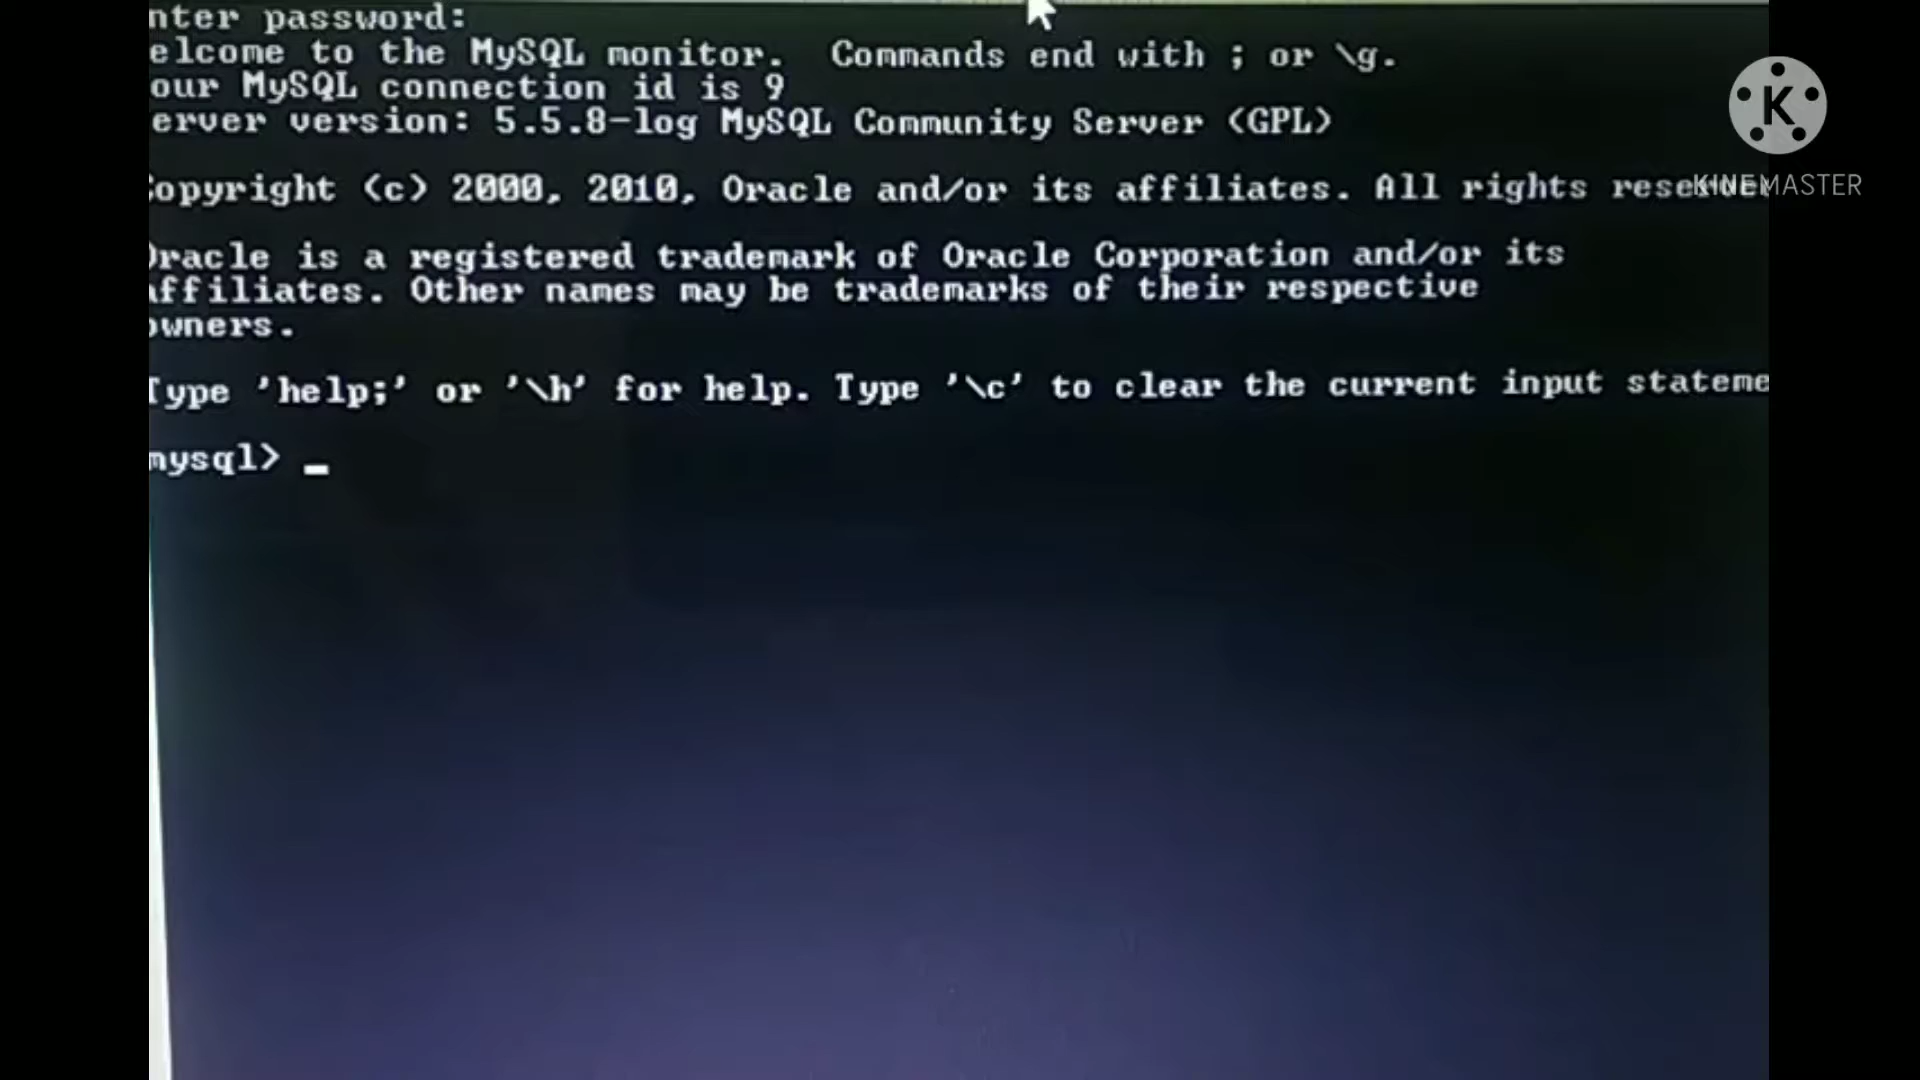 nter password:
elcome to the MySQL monitor.  Commands end with ; or \g.
our MySQL connection id is 9
erver version: 5.5.8-log MySQL Community Server (GPL)
opyright (c) 2000, 2010, Oracle and/or its affiliates. All rights reserve
racle is a registered trademark of Oracle Corporation and/or its
ffiliates. Other names may be trademarks of their respective
owners.
Type 'help;' or '\h' for help. Type '\c' to clear the current input stateme
mysql> _
K
KINEMASTER